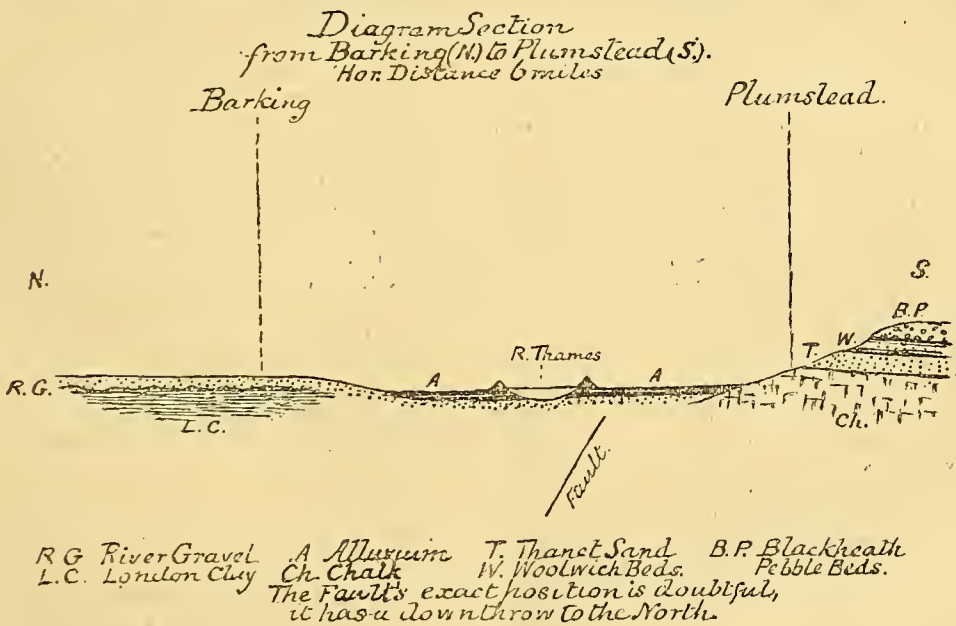 Diagram Section
from Barking (N.) to Plumstead (S.).
Hor. Distance 6 miles
Barking
Plumstead.
N.
S.
B.P.
W.
T.
R. Thames
A
A
R.G.
L.C.
Ch.
Fault.
R G River Gravel A Alluvium T. Thanet Sand B.P. Blackheath
L.C. London Clay Ch. Chalk W. Woolwich Beds. Pebble Beds.
The Fault's exact position is doubtful,
it has a downthrow to the North.